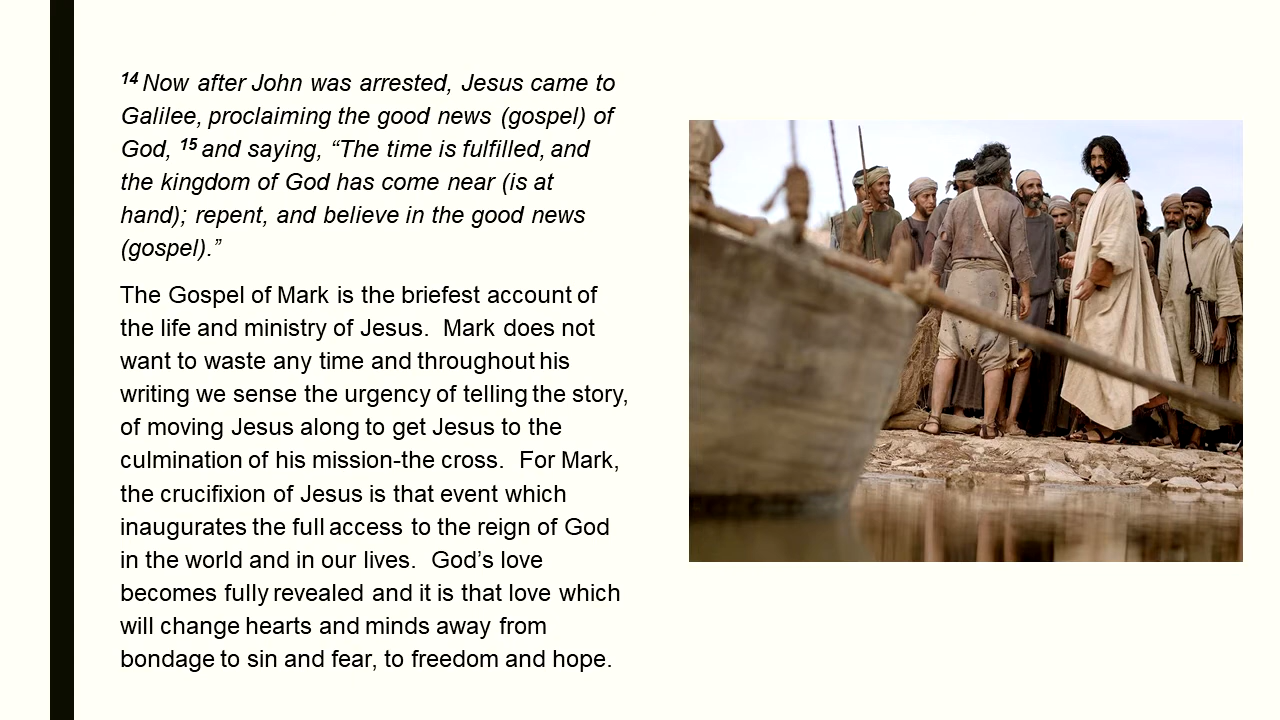 14 Now after John was arrested, Jesus came to
Galilee, proclaiming the good news (gospel) of
God, 15 and saying, “The time is fulfilled, and
the kingdom of God has come near (is at
hand); repent, and believe in the good news
(gospel).”
The Gospel of Mark is the briefest account of
the life and ministry of Jesus.  Mark does not
want to waste any time and throughout his
writing we sense the urgency of telling the story,
of moving Jesus along to get Jesus to the
culmination of his mission-the cross.  For Mark,
the crucifixion of Jesus is that event which
inaugurates the full access to the reign of God
in the world and in our lives.  God’s love
becomes fully revealed and it is that love which
will change hearts and minds away from
bondage to sin and fear, to freedom and hope.